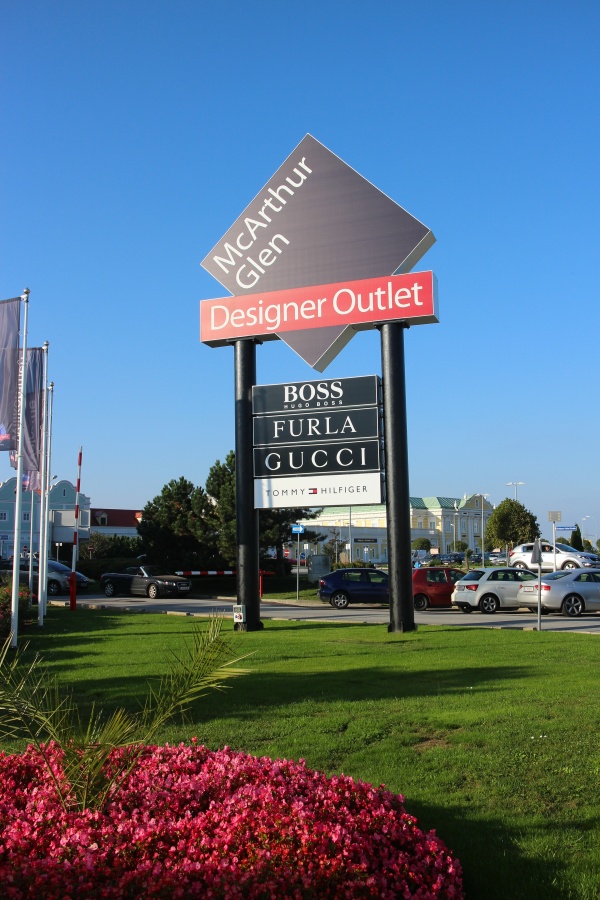 McArthur
Glen
Designer Outlet
BOSS
HUGO BOSS
FURLA
GUCCI
TOMMY HILFIGER